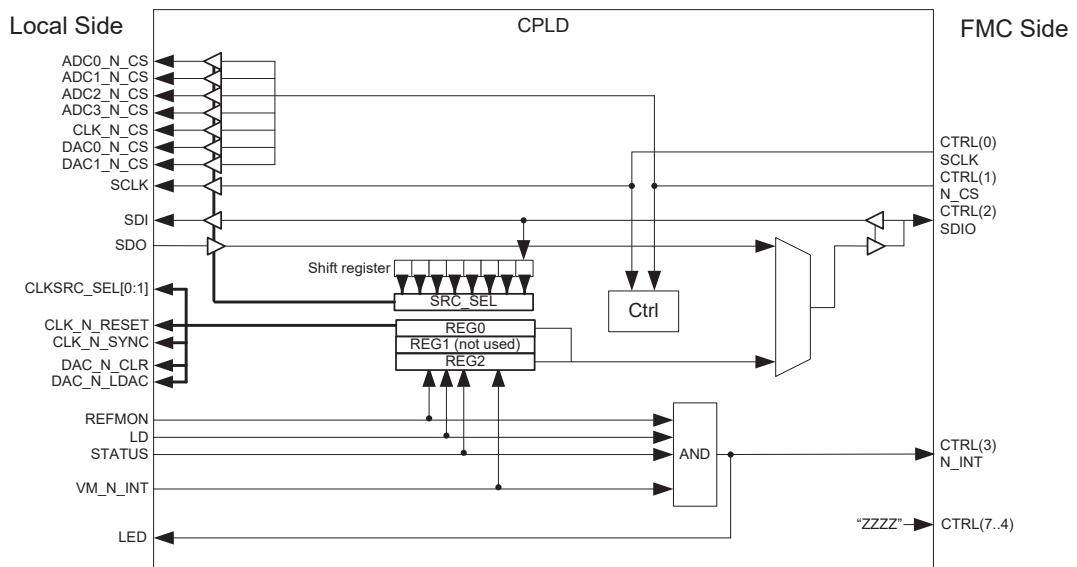 Local Side
CPLD
FMC Side
ADC0_N_CS
ADC1_N_CS
ADC2_N_CS
ADC3_N_CS
CLK_N_CS
DAC0_N_CS
DAC1_N_CS
SCLK
SDI
SDO
CTRL(0)
SCLK
CTRL(1)
N_CS
CTRL(2)
SDIO
Shift register
SRC_SEL
Ctrl
CLKSRC_SEL[0:1]
CLK_N_RESET
CLK_N_SYNC
DAC_N_CLR
DAC_N_LDAC
REG0
REG1 (not used)
REG2
REFMON
LD
STATUS
VM_N_INT
LED
AND
CTRL(3)
N_INT
“ZZZZ”
CTRL(7..4)